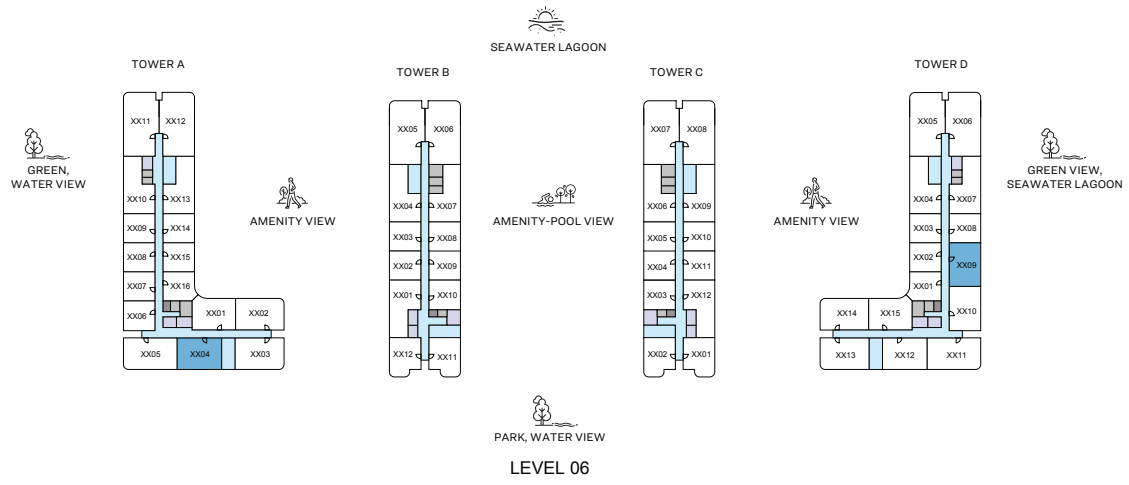 SEAWATER LAGOON
TOWER A
TOWER B
TOWER C
TOWER D
GREEN,
WATER VIEW
AMENITY VIEW
AMENITY-POOL VIEW
AMENITY VIEW
GREEN VIEW,
SEAWATER LAGOON
XX11 XX12
XX10 XX13
XX09 XX14
XX08 XX15
XX07 XX16
XX06 XX01 XX02
XX05 XX04 XX03
XX05 XX06
XX04 XX07
XX03 XX08
XX02 XX09
XX01 XX10
XX12 XX11
XX07 XX08
XX06 XX09
XX05 XX10
XX04 XX11
XX03 XX12
XX02 XX01
XX05 XX06
XX04 XX07
XX03 XX08
XX02 XX09
XX01
XX14 XX15 XX10
XX13 XX12 XX11
PARK, WATER VIEW
LEVEL 06